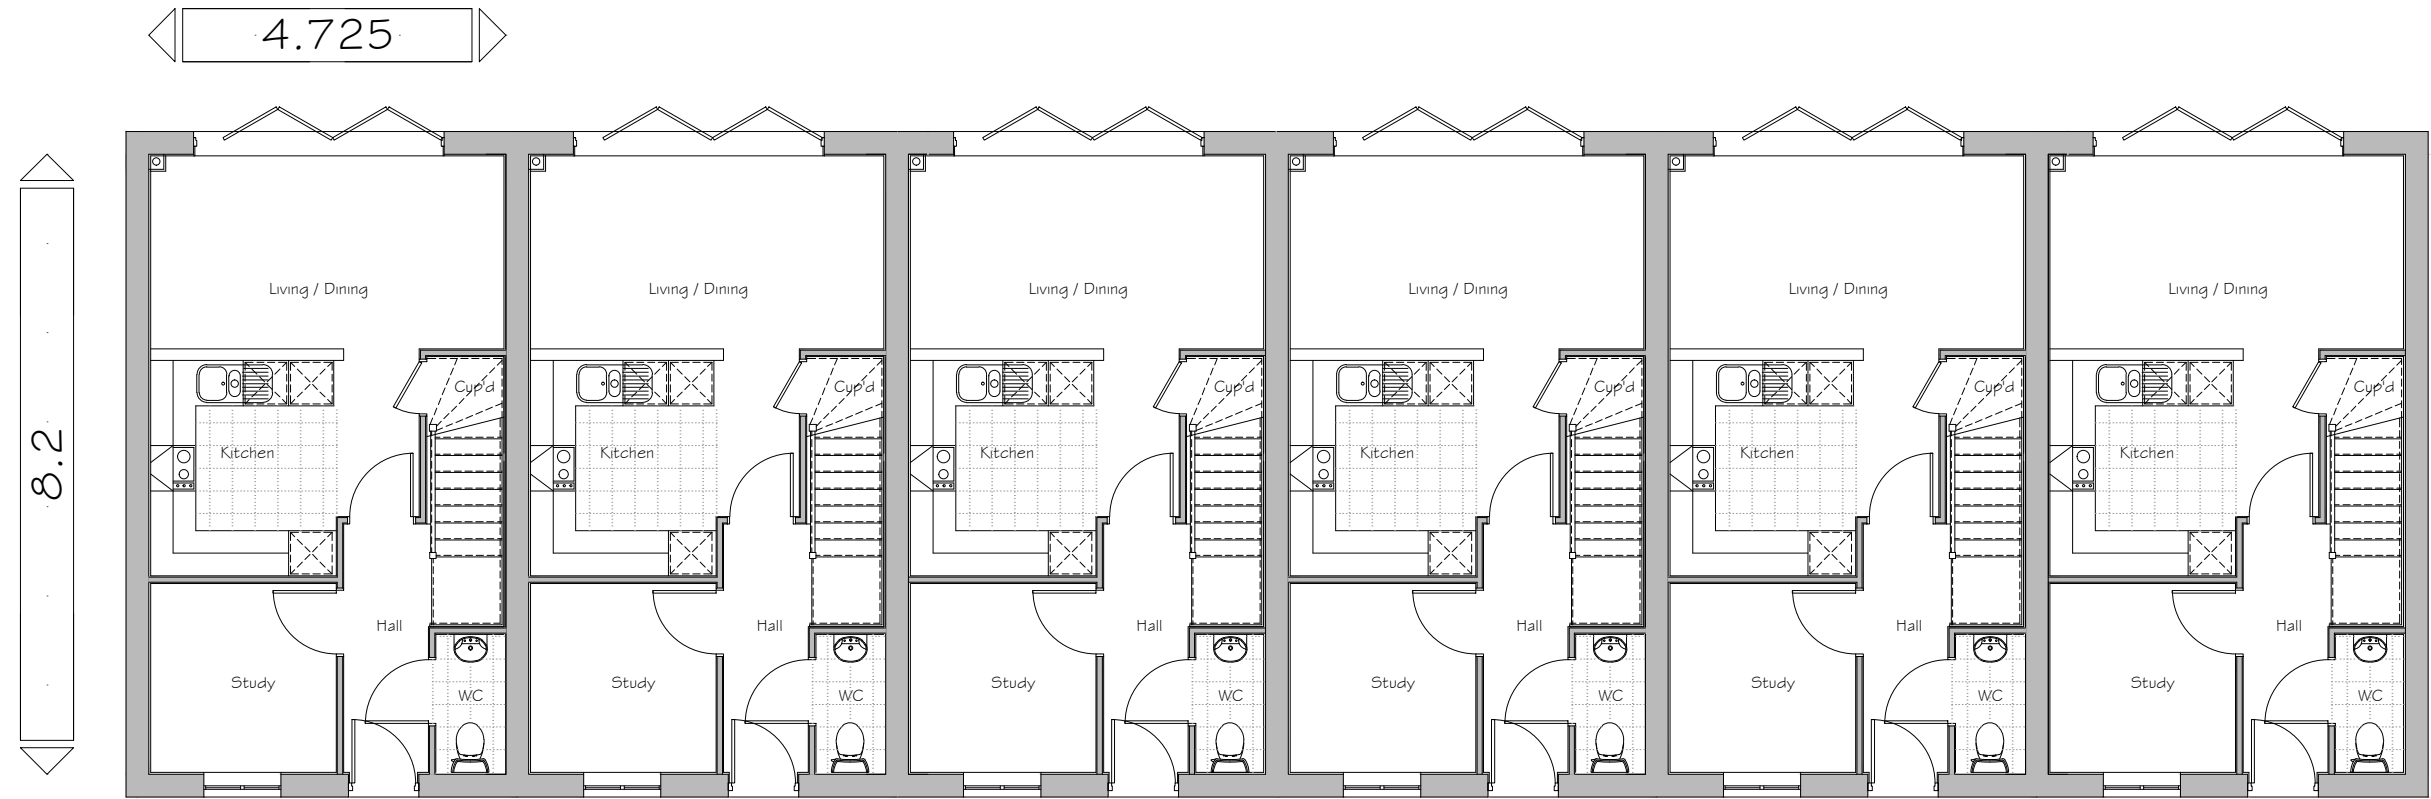 4.725
8.2
Living / Dining
Living / Dining
Living / Dining
Living / Dining
Living / Dining
Living / Dining
Cup'd
Cup'd
Cup'd
Cup'd
Cup'd
Cup'd
Kitchen
Kitchen
Kitchen
Kitchen
Kitchen
Kitchen
Hall
Hall
Hall
Hall
Hall
Hall
Study
Study
Study
Study
Study
Study
WC
WC
WC
WC
WC
WC